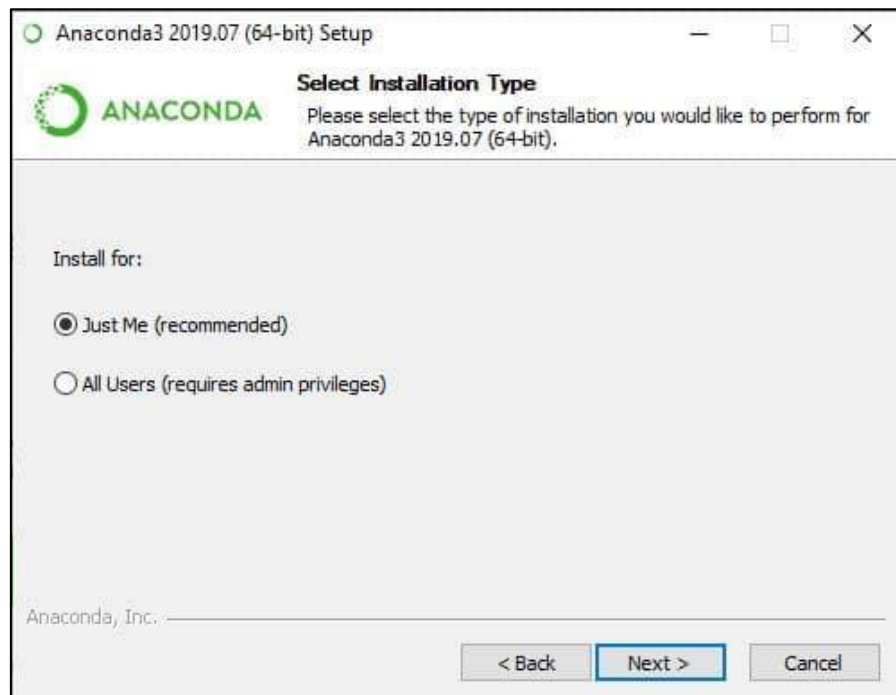 Anaconda3 2019.07 (64-bit) Setup
ANACONDA
Select Installation Type
Please select the type of installation you would like to perform for
Anaconda3 2019.07 (64-bit).
Install for:
Just Me (recommended)
All Users (requires admin privileges)
Anaconda, Inc.
< Back
Next >
Cancel